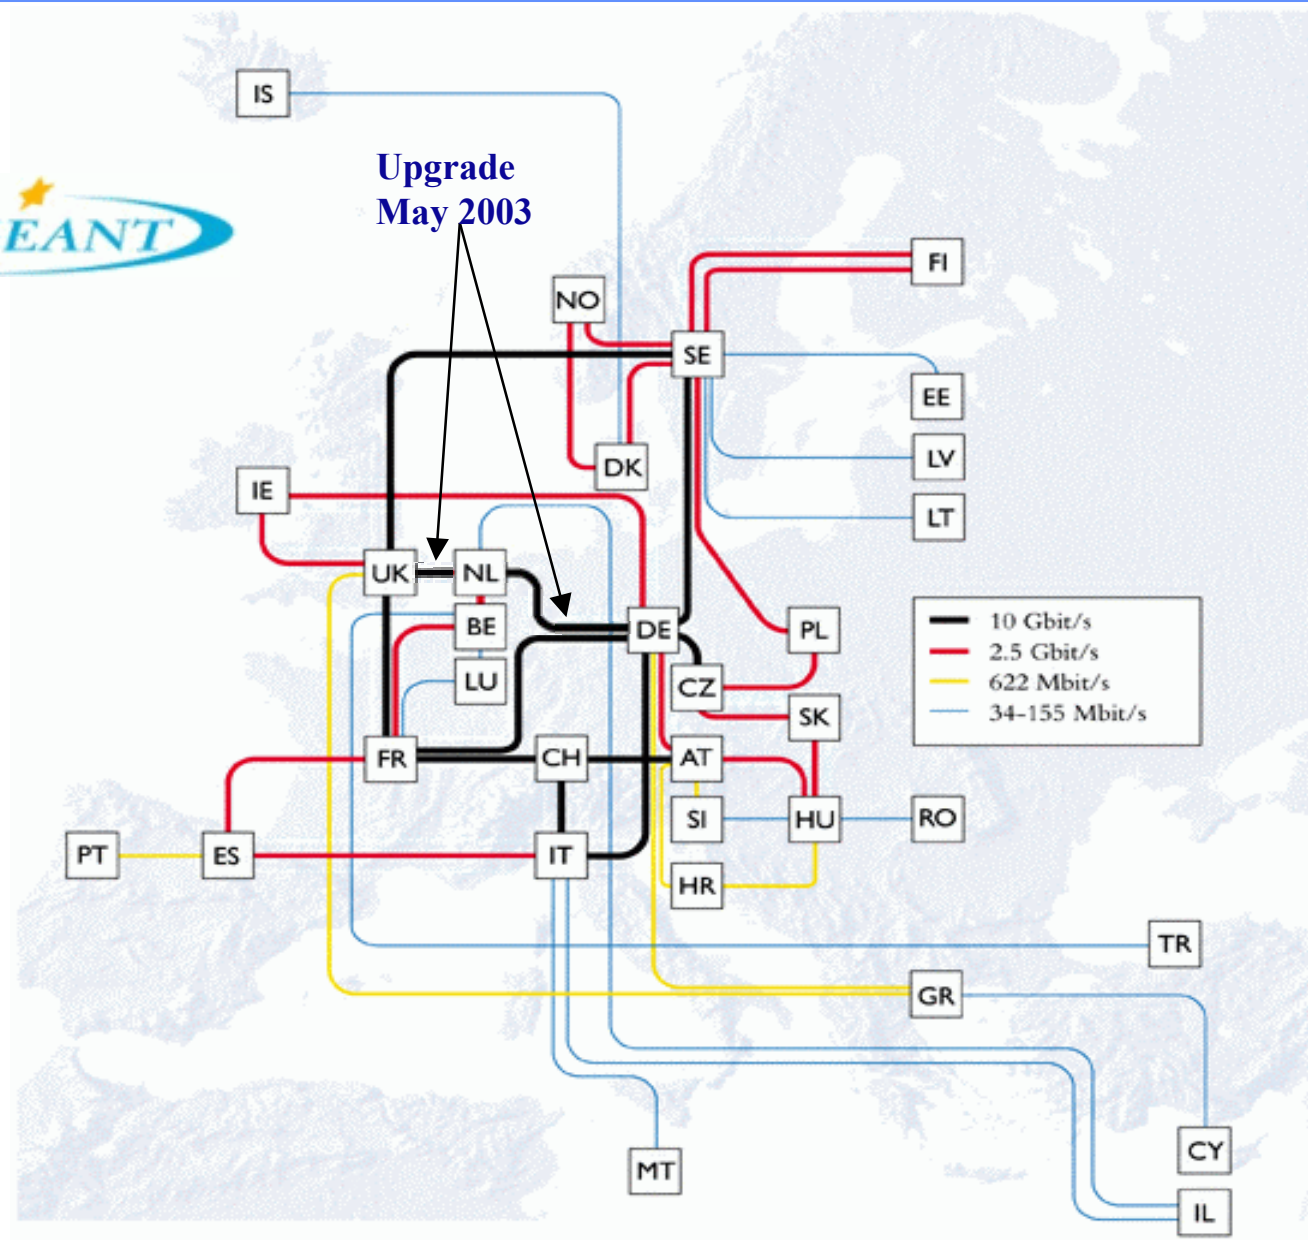 IS
Upgrade
May 2003
EANT
FI
NO
SE
EE
LV
DK
IE
LT
UK
NL
BE
DE
PL
10 Gbit/s
2.5 Gbit/s
622 Mbit/s
34-155 Mbit/s
LU
CZ
SK
FR
CH
AT
SI
HU
RO
PT
ES
IT
HR
TR
GR
CY
MT
IL